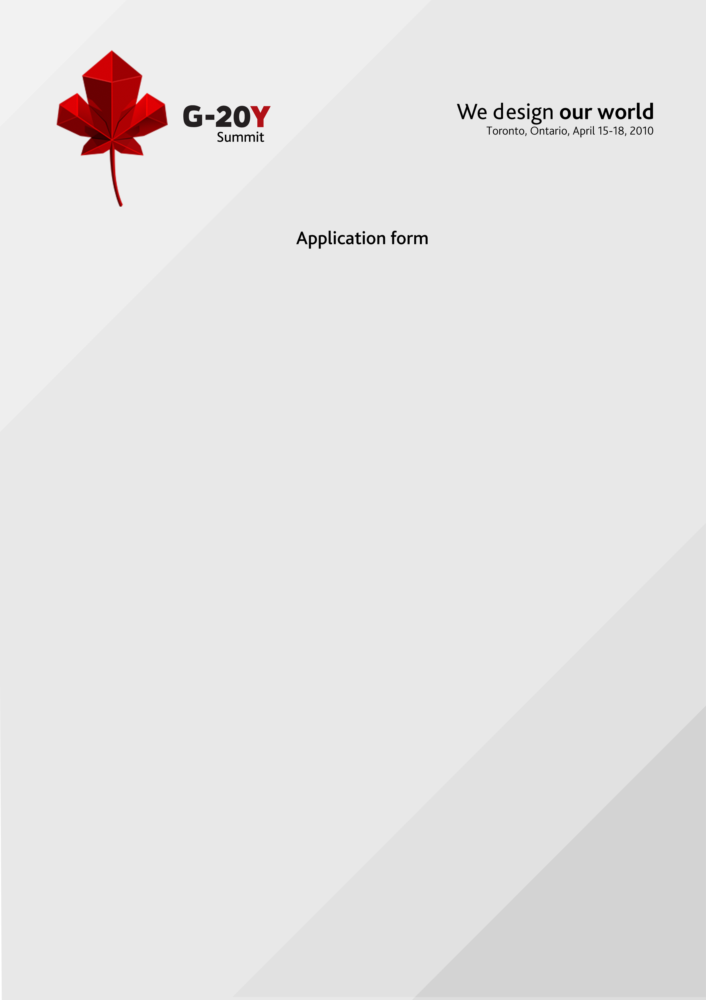 G-20Y
Summit
We design our world
Toronto, Ontario, April 15-18, 2010
Application form